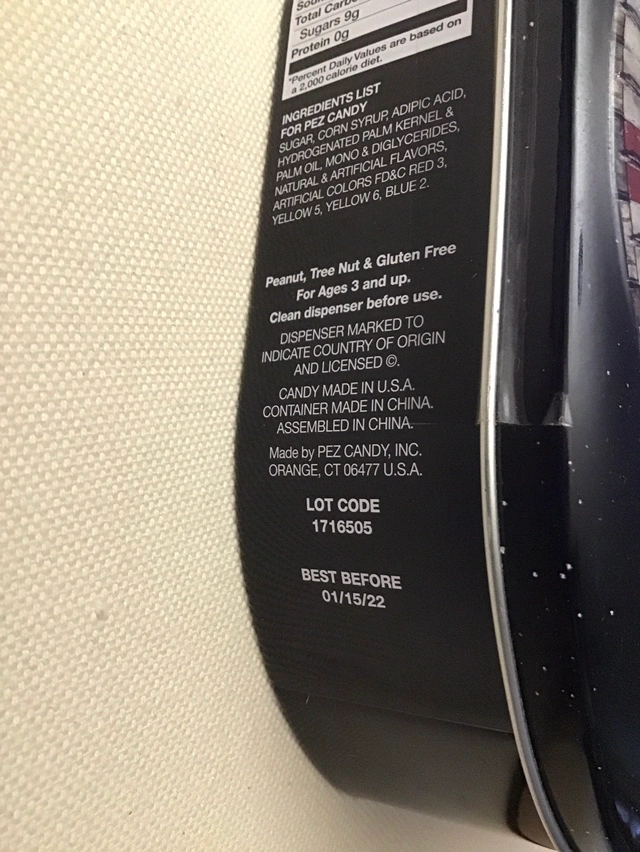 Total Carb
Sugars 9g
Protein 0g
*Percent Daily Values are based on
a 2,000 calorie diet.
INGREDIENTS LIST
FOR PEZ CANDY
SUGAR, CORN SYRUP, ADIPIC ACID,
HYDROGENATED PALM KERNEL &
PALM OIL, MONO & DIGLYCERIDES,
NATURAL & ARTIFICIAL FLAVORS,
ARTIFICIAL COLORS FD&C RED 3,
YELLOW 5, YELLOW 6, BLUE 2.
Peanut, Tree Nut & Gluten Free
For Ages 3 and up.
Clean dispenser before use.
DISPENSER MARKED TO
INDICATE COUNTRY OF ORIGIN
AND LICENSED ©.
CANDY MADE IN U.S.A.
CONTAINER MADE IN CHINA.
ASSEMBLED IN CHINA.
Made by PEZ CANDY, INC.
ORANGE, CT 06477 U.S.A.
LOT CODE
1716505
BEST BEFORE
01/15/22